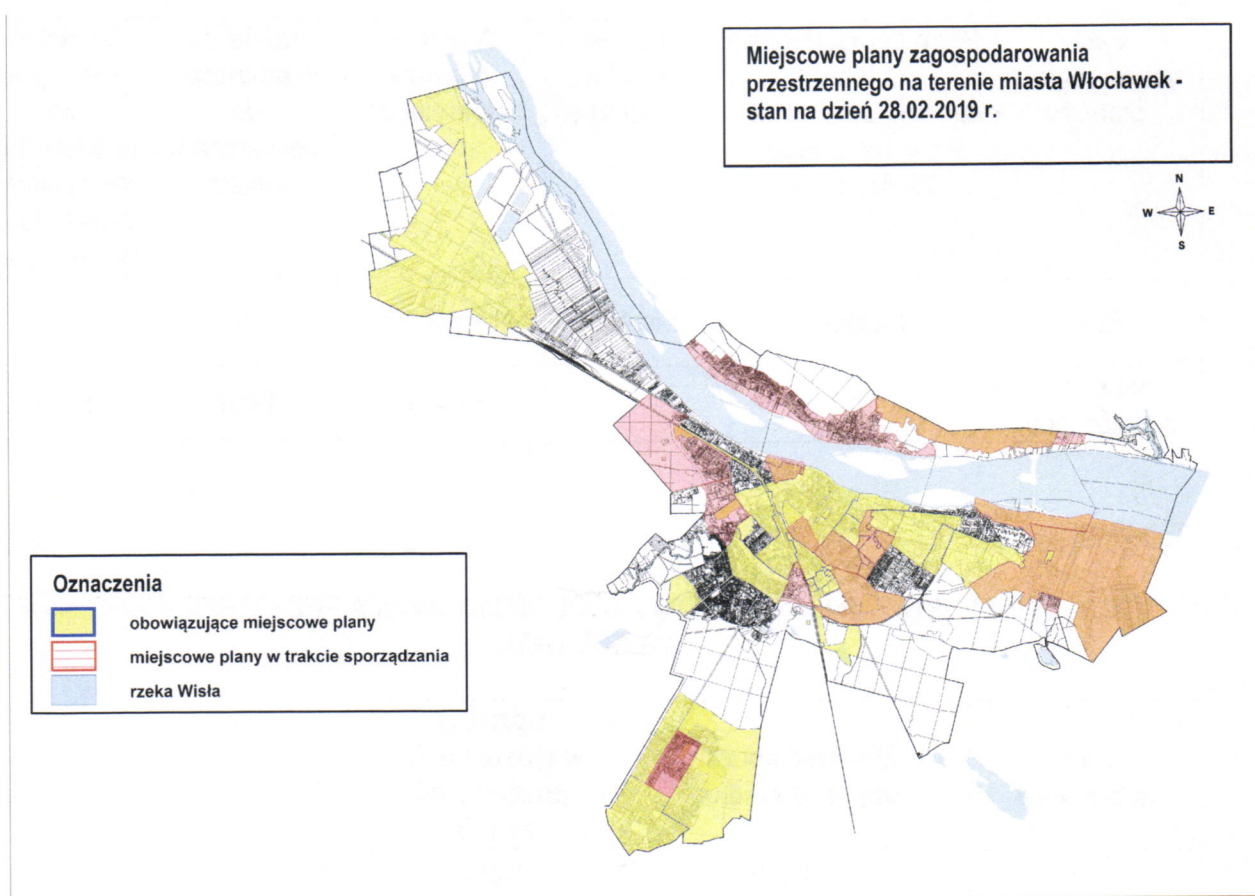 Miejscowe plany zagospodarowania
przestrzennego na terenie miasta Włocławek -
stan na dzień 28.02.2019 r.
N
W E
S
Oznaczenia
obowiązujące miejscowe plany
miejscowe plany w trakcie sporządzania
rzeka Wisła